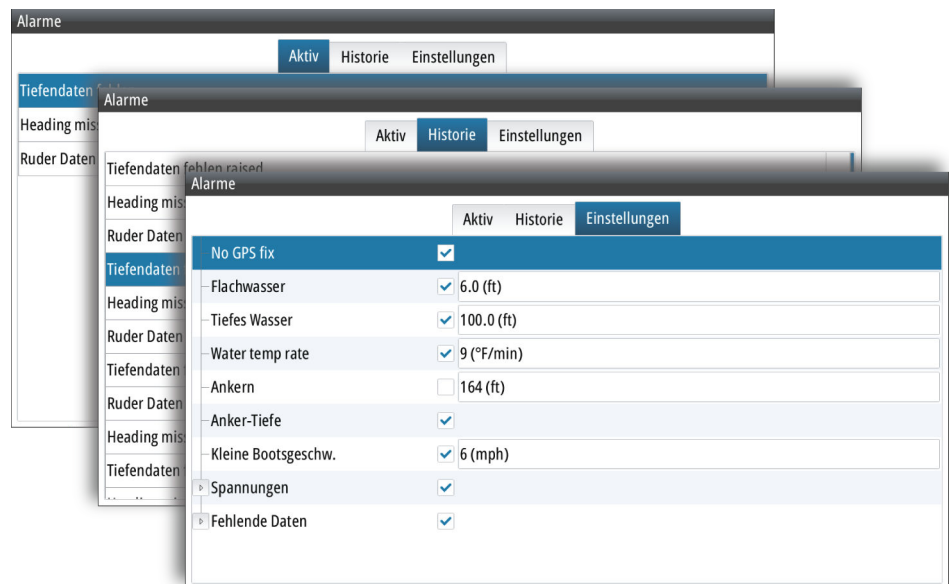 Alarme
Aktiv Historie Einstellungen
Tiefendaten
Heading mis
Ruder Daten
Alarme
Aktiv Historie Einstellungen
Tiefendaten fehlen raised
Heading mis
Ruder Daten
Tiefendaten
Heading mis
Ruder Daten
Tiefendaten
Ruder Daten
Heading mis
Tiefendaten
Alarme
Aktiv Historie Einstellungen
No GPS fix
Flachwasser 6.0 (ft)
Tiefes Wasser 100.0 (ft)
Water temp rate 9 (°F/min)
Ankern 164 (ft)
Anker-Tiefe
Kleine Bootsgeschw. 6 (mph)
Spannungen
Fehlende Daten